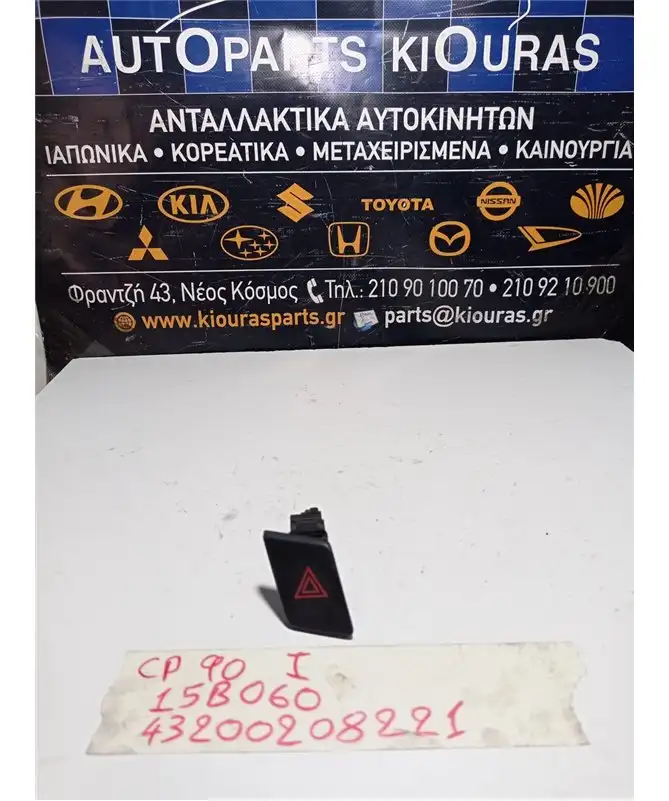 AUTOPARTS KIOURAS
ΑΝΤΑΛΛΑΚΤΙΚΑ ΑΥΤΟΚΙΝΗΤΩΝ
ΙΑΠΩΝΙΚΑ • ΚΟΡΕΑΤΙΚΑ • ΜΕΤΑΧΕΙΡΙΣΜΕΝΑ • ΚΑΙΝΟΥΡΓΙΑ
KIA TOYOTA NISSAN
Φραντζή 43, Νέος Κόσμος Τηλ.: 210 90 100 70 • 210 92 10 900
www.kiourasparts.gr parts@kiouras.gr
CP 90 I
15B060
43200208221